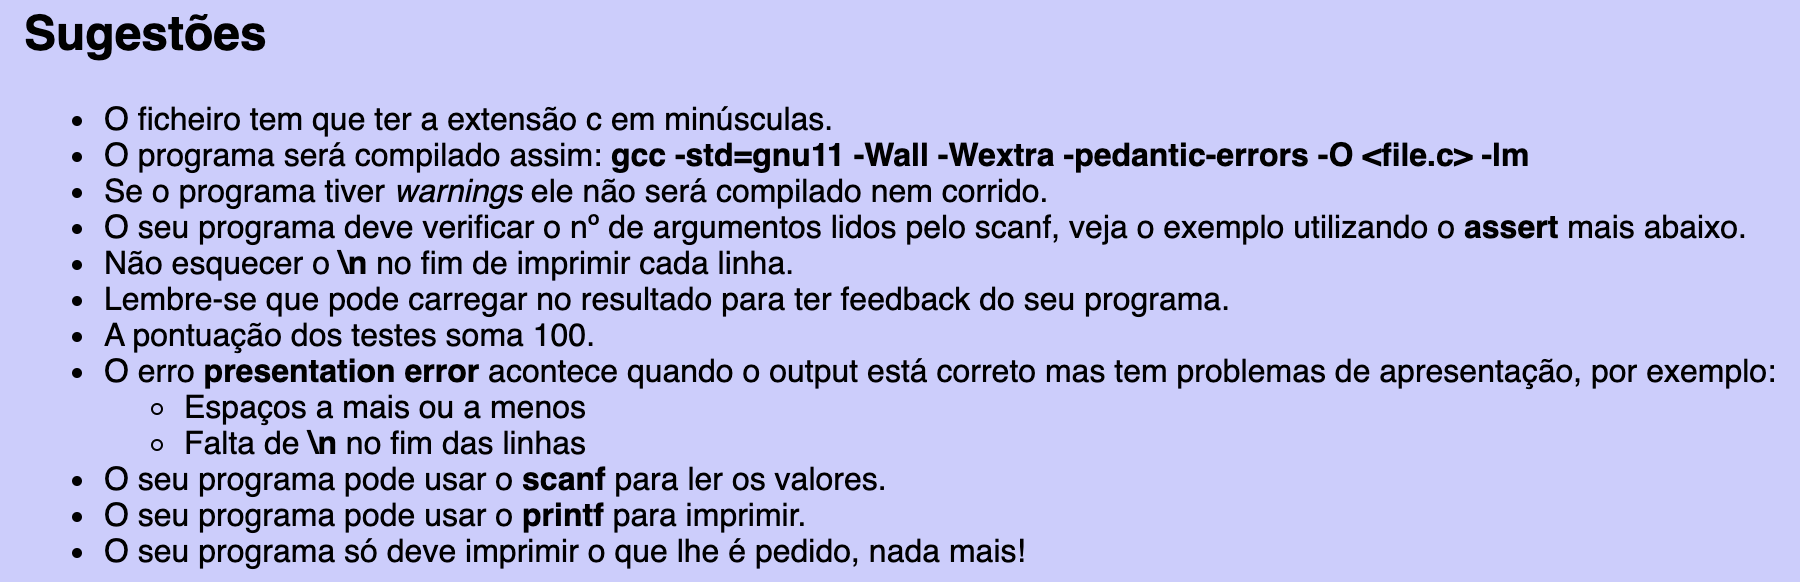 Sugestões
• O ficheiro tem que ter a extensão c em minúsculas.
• O programa será compilado assim: gcc -std=gnu11 -Wall -Wextra -pedantic-errors -O <file.c> -lm
• Se o programa tiver warnings ele não será compilado nem corrido.
• O seu programa deve verificar o nº de argumentos lidos pelo scanf, veja o exemplo utilizando o assert mais abaixo.
• Não esquecer o \n no fim de imprimir cada linha.
• Lembre-se que pode carregar no resultado para ter feedback do seu programa.
• A pontuação dos testes soma 100.
• O erro presentation error acontece quando o output está correto mas tem problemas de apresentação, por exemplo:
◦ Espaços a mais ou a menos
◦ Falta de \n no fim das linhas
• O seu programa pode usar o scanf para ler os valores.
• O seu programa pode usar o printf para imprimir.
• O seu programa só deve imprimir o que lhe é pedido, nada mais!